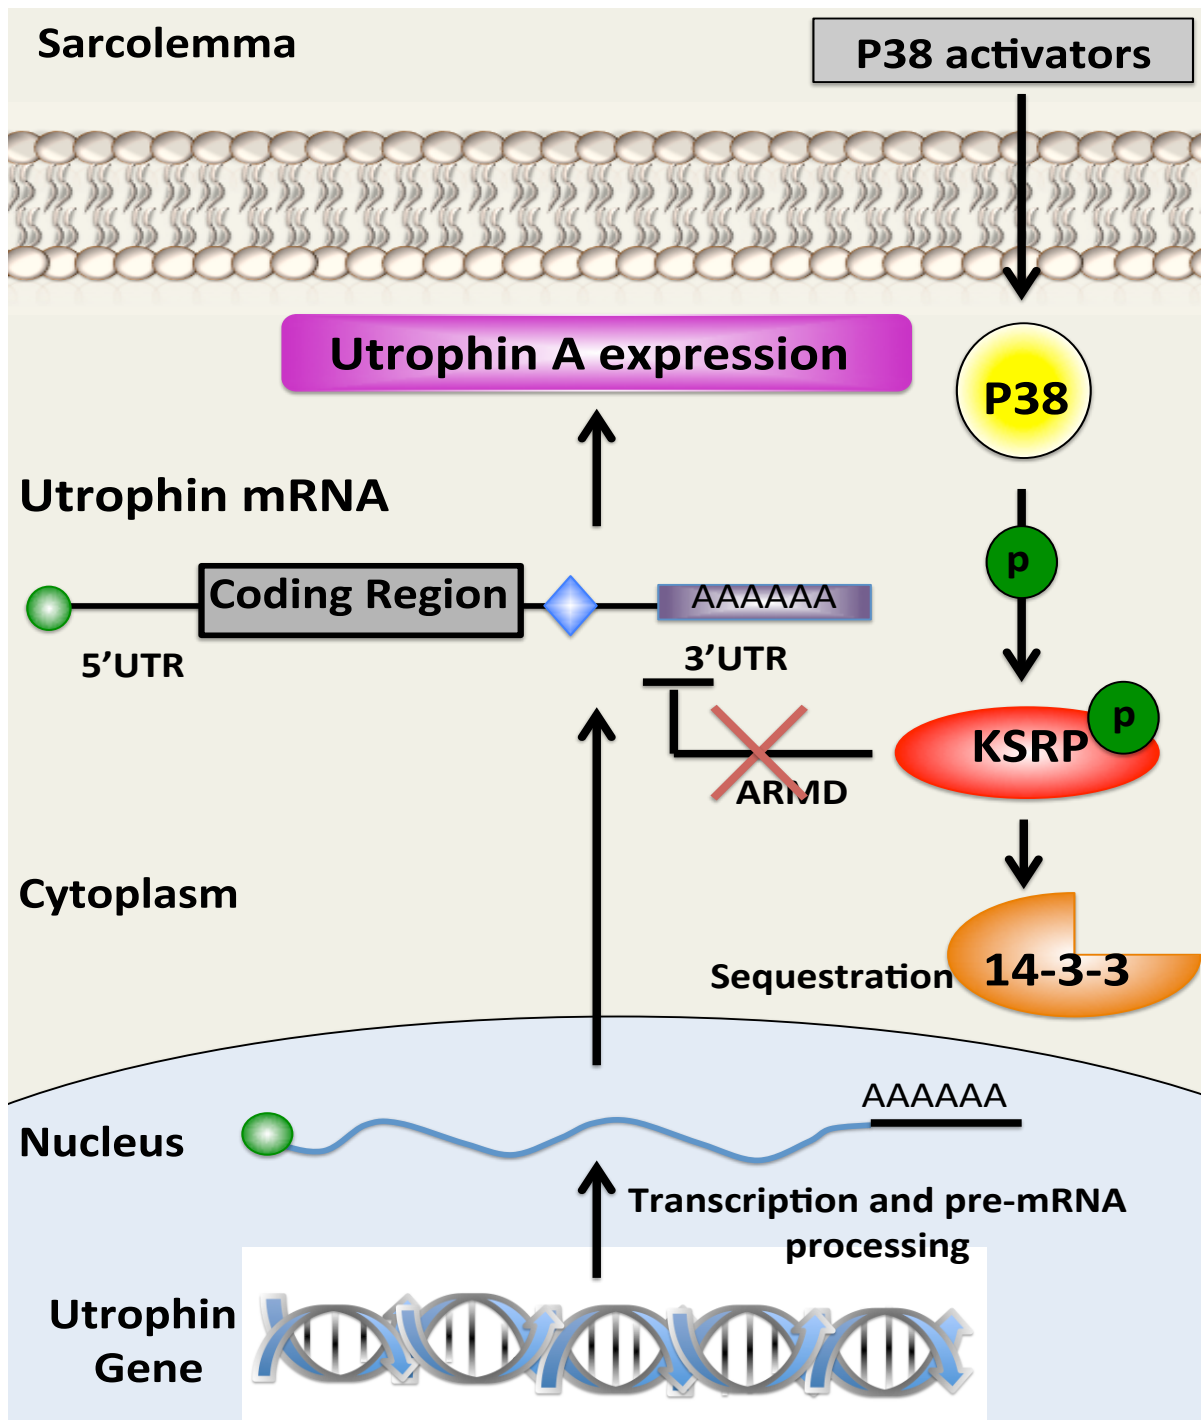 Sarcolemma
P38 activators
Utrophin A expression
P38
Utrophin mRNA
p
Coding Region
AAAAAA
5’UTR
3’UTR
p
KSRP
ARMD
Cytoplasm
Sequestration
14-3-3
AAAAAA
Nucleus
Transcription and pre-mRNA
processing
Utrophin
Gene